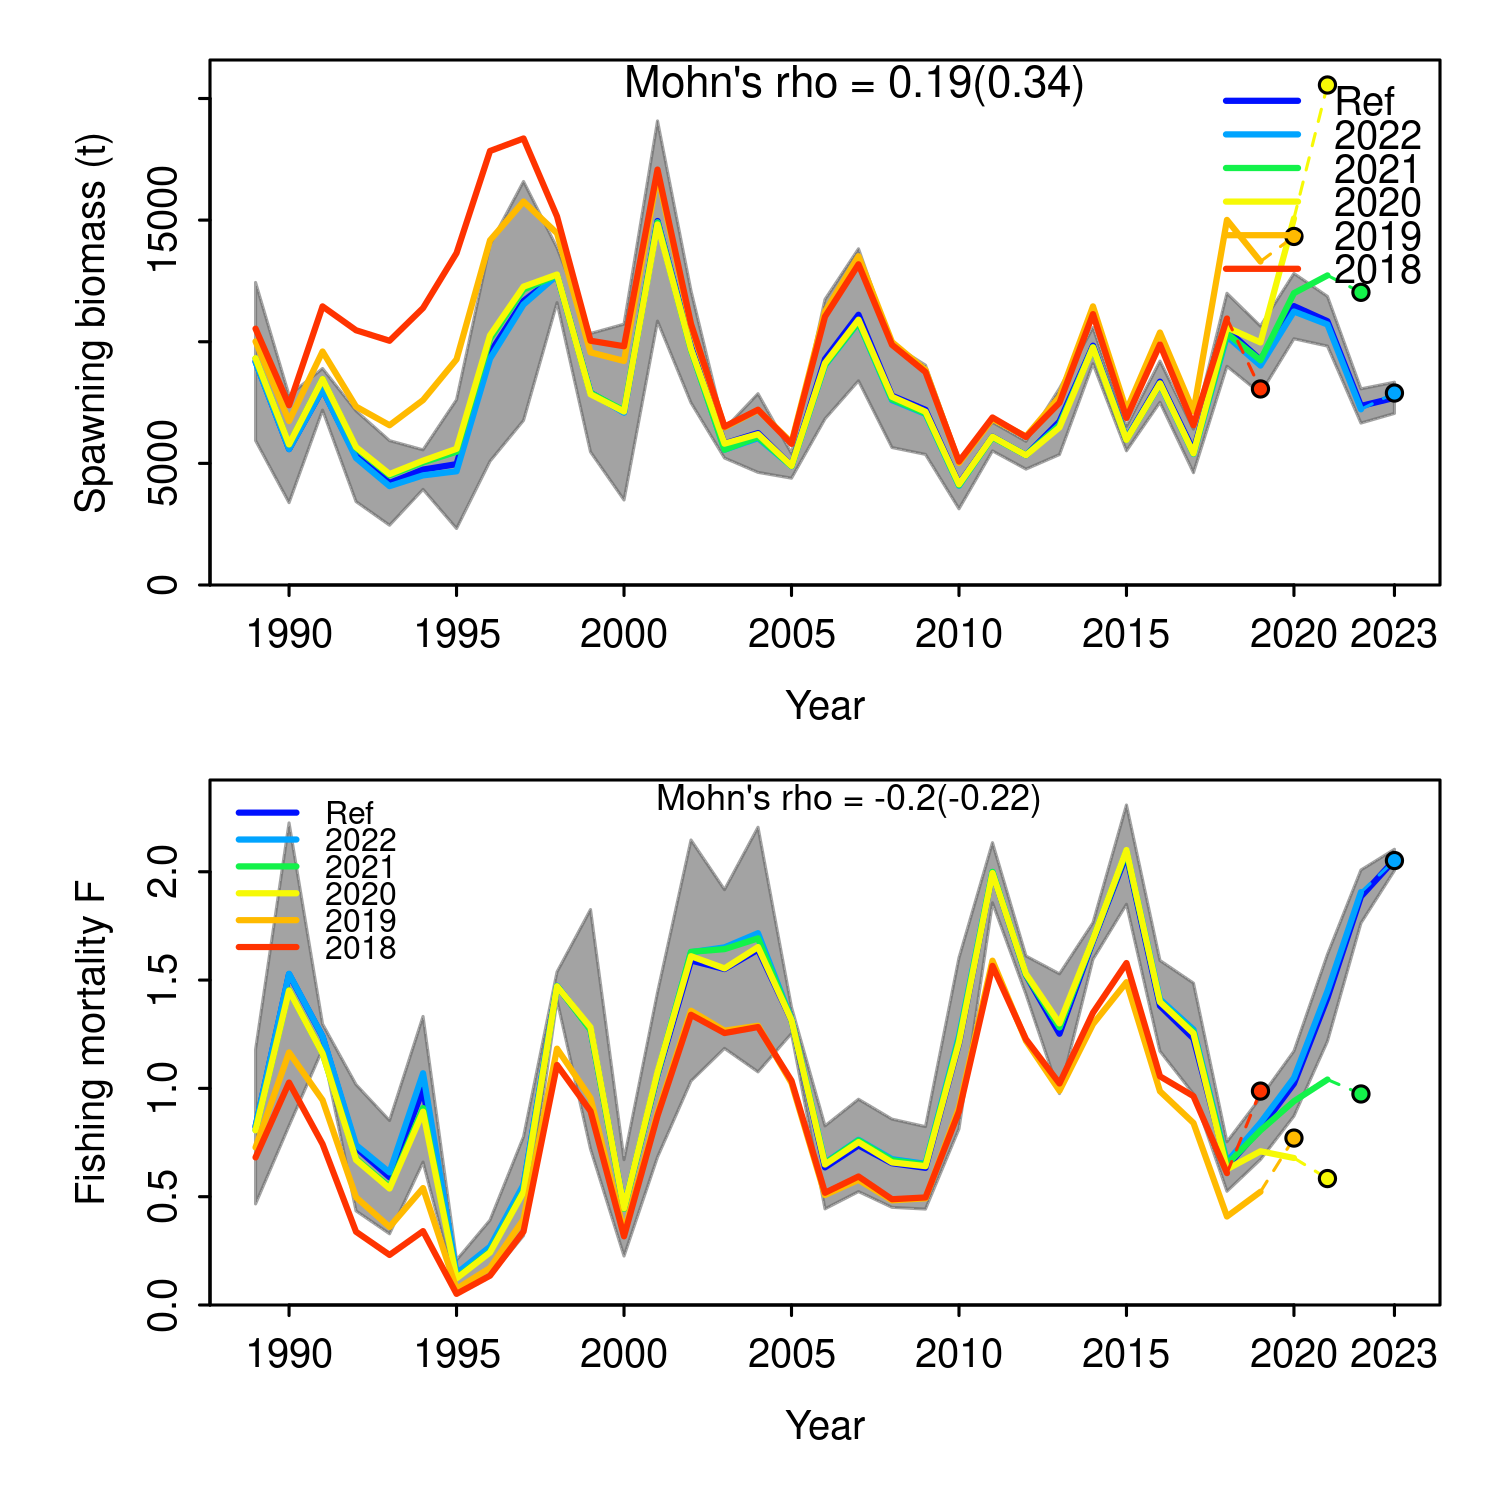 Mohn's rho = 0.19(0.34)
Ref
2022
2021
2020
2019
2018
Spawning biomass (t)
15000
5000
0
1990 1995 2000 2005 2010 2015 2020 2023
Year
Mohn's rho = -0.2(-0.22)
Ref
2022
2021
2020
2019
2018
Fishing mortality F
2.0
1.5
1.0
0.5
0.0
1990 1995 2000 2005 2010 2015 2020 2023
Year